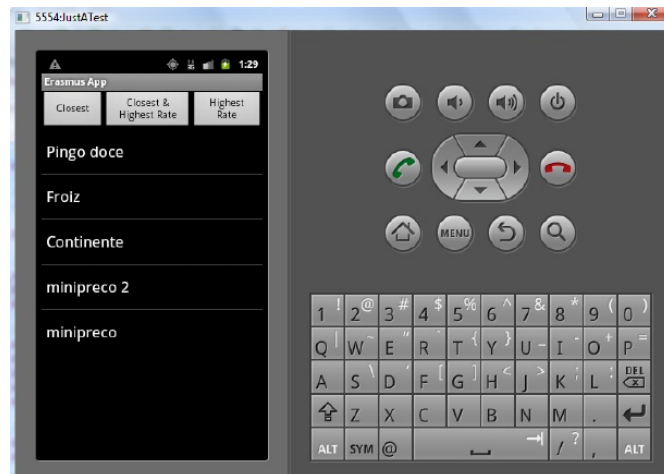 5554:JustATest
1:29
Erasmus App
Closest
Closest &
Highest Rate
Highest
Rate
Pingo doce
Froiz
Continente
minipreco 2
minipreco
MENU
1 ! 2 @ 3 # 4 $ 5 % 6 ^ 7 & 8 * 9 ( 0 )
Q | W ~ E " R ` T { Y } U - I - O + P =
A S \ D ' F [ G ] H < J > K ; L : DEL
Z X C V B N M .
ALT SYM @ / ? , ALT